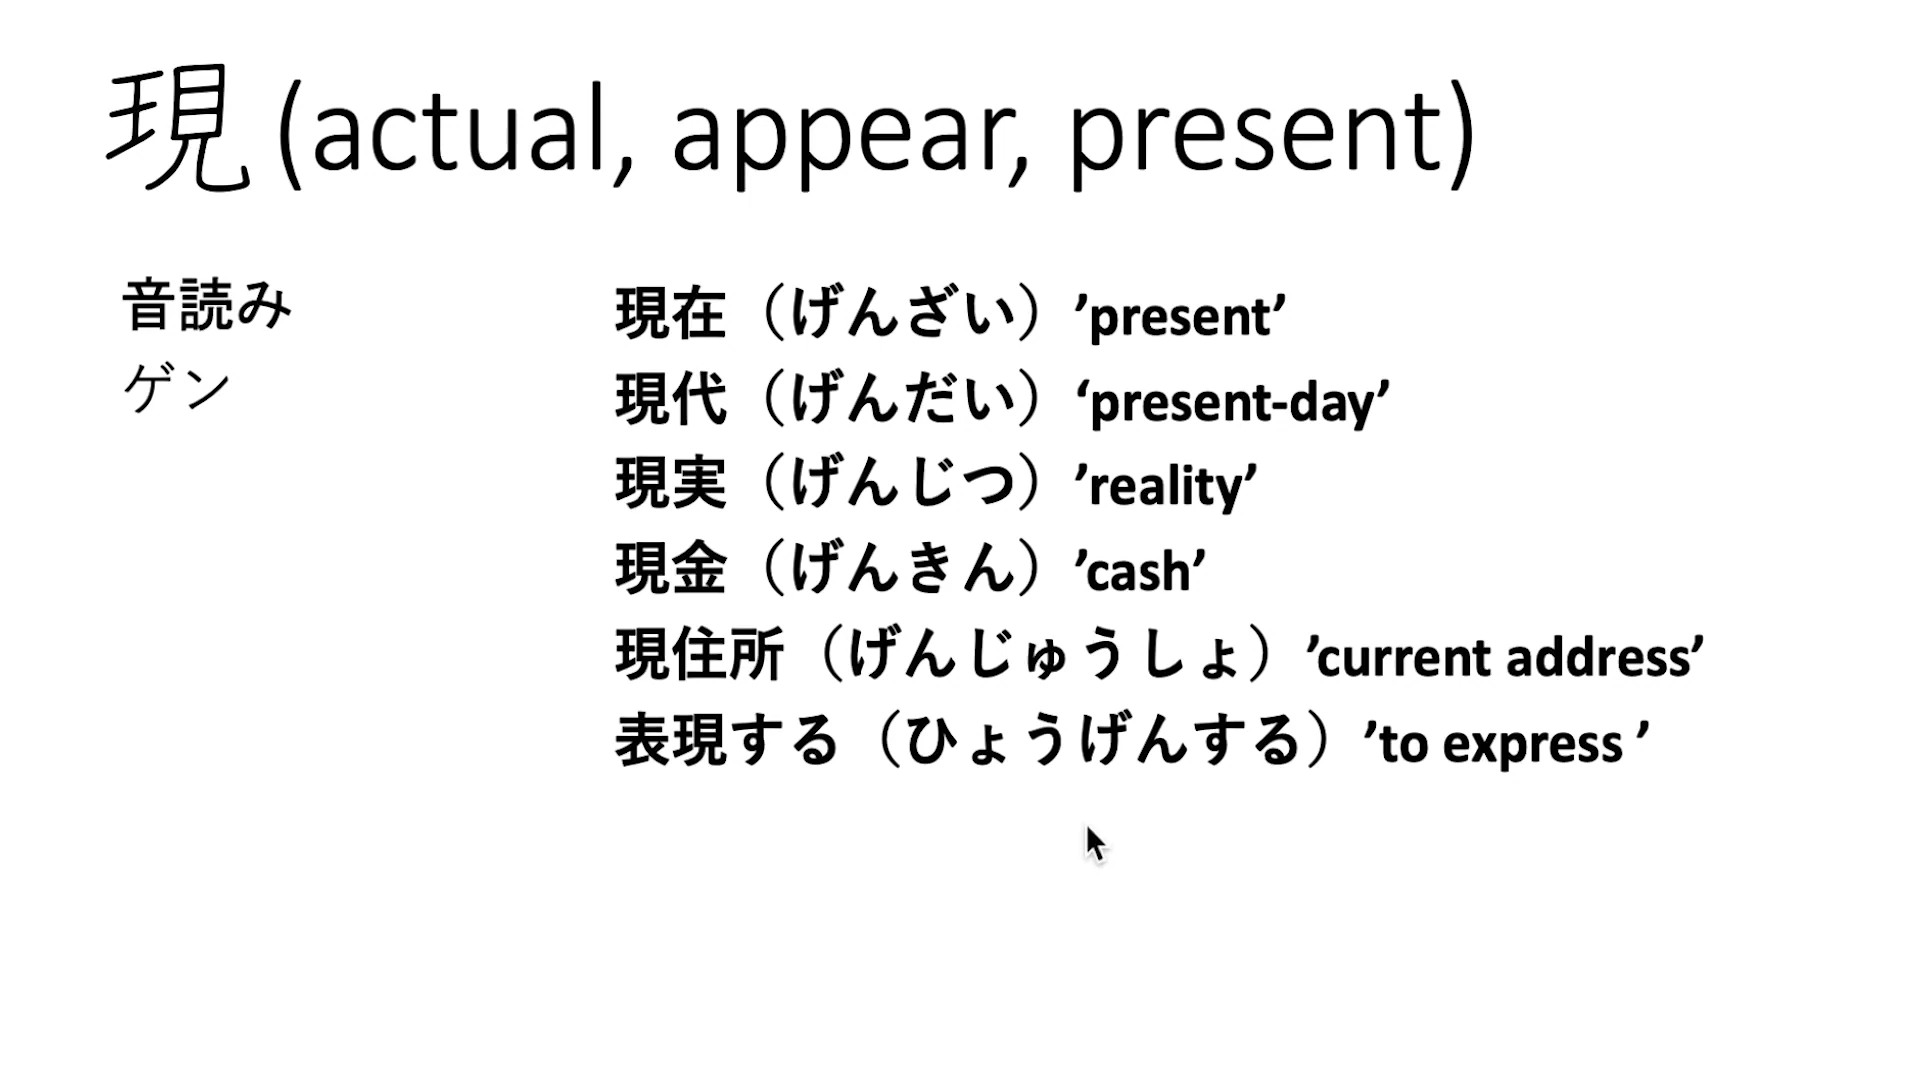 現 (actual, appear, present)
音読み
ゲン
現在（げんざい）’present’
現代（げんだい）‘present-day’
現実（げんじつ）’reality’
現金（げんきん）’cash’
現住所（げんじゅうしょ）’current address’
表現する（ひょうげんする）’to express ’